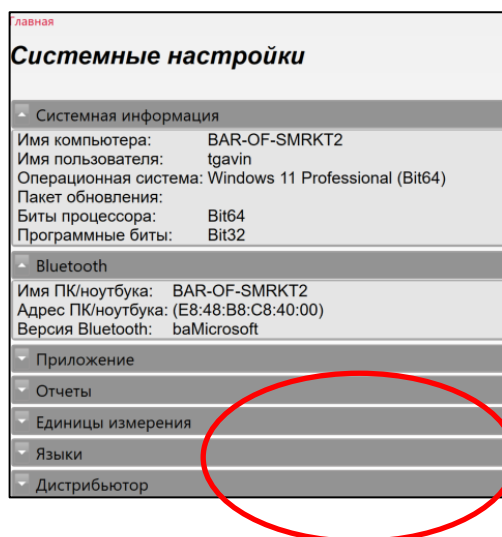 Главная
Системные настройки
Системная информация
Имя компьютера: BAR-OF-SMRKT2
Имя пользователя: tgavin
Операционная система: Windows 11 Professional (Bit64)
Пакет обновления:
Биты процессора: Bit64
Программные биты: Bit32
Bluetooth
Имя ПК/ноутбука: BAR-OF-SMRKT2
Адрес ПК/ноутбука: (E8:48:B8:C8:40:00)
Версия Bluetooth: baMicrosoft
Приложение
Отчеты
Единицы измерения
Языки
Дистрибьютор